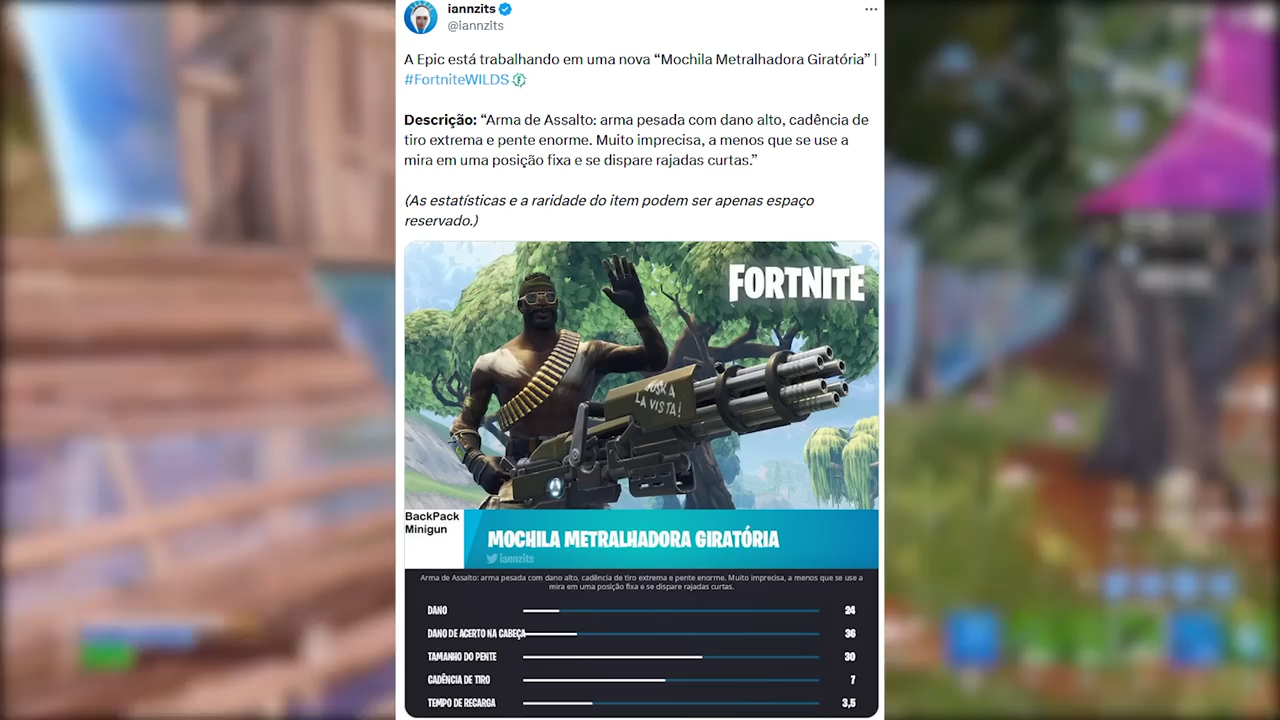 iannzits
@iannzits
A Epic está trabalhando em uma nova “Mochila Metralhadora Giratória” |
#FortniteWILDS
Descrição: “Arma de Assalto: arma pesada com dano alto, cadência de
tiro extrema e pente enorme. Muito imprecisa, a menos que se use a
mira em uma posição fixa e se dispare rajadas curtas.”
(As estatísticas e a raridade do item podem ser apenas espaço
reservado.)
FORTNITE
LA VISTA!
BackPack
Minigun
MOCHILA METRALHADORA GIRATÓRIA
iannzits
Arma de Assalto: arma pesada com dano alto, cadência de tiro extrema e pente enorme. Muito imprecisa, a menos que se use a
mira em uma posição fixa e se dispare rajadas curtas.
DANO 24
DANO DE ACERTO NA CABEÇA 36
TAMANHO DO PENTE 30
CADÊNCIA DE TIRO 7
TEMPO DE RECARGA 3,5